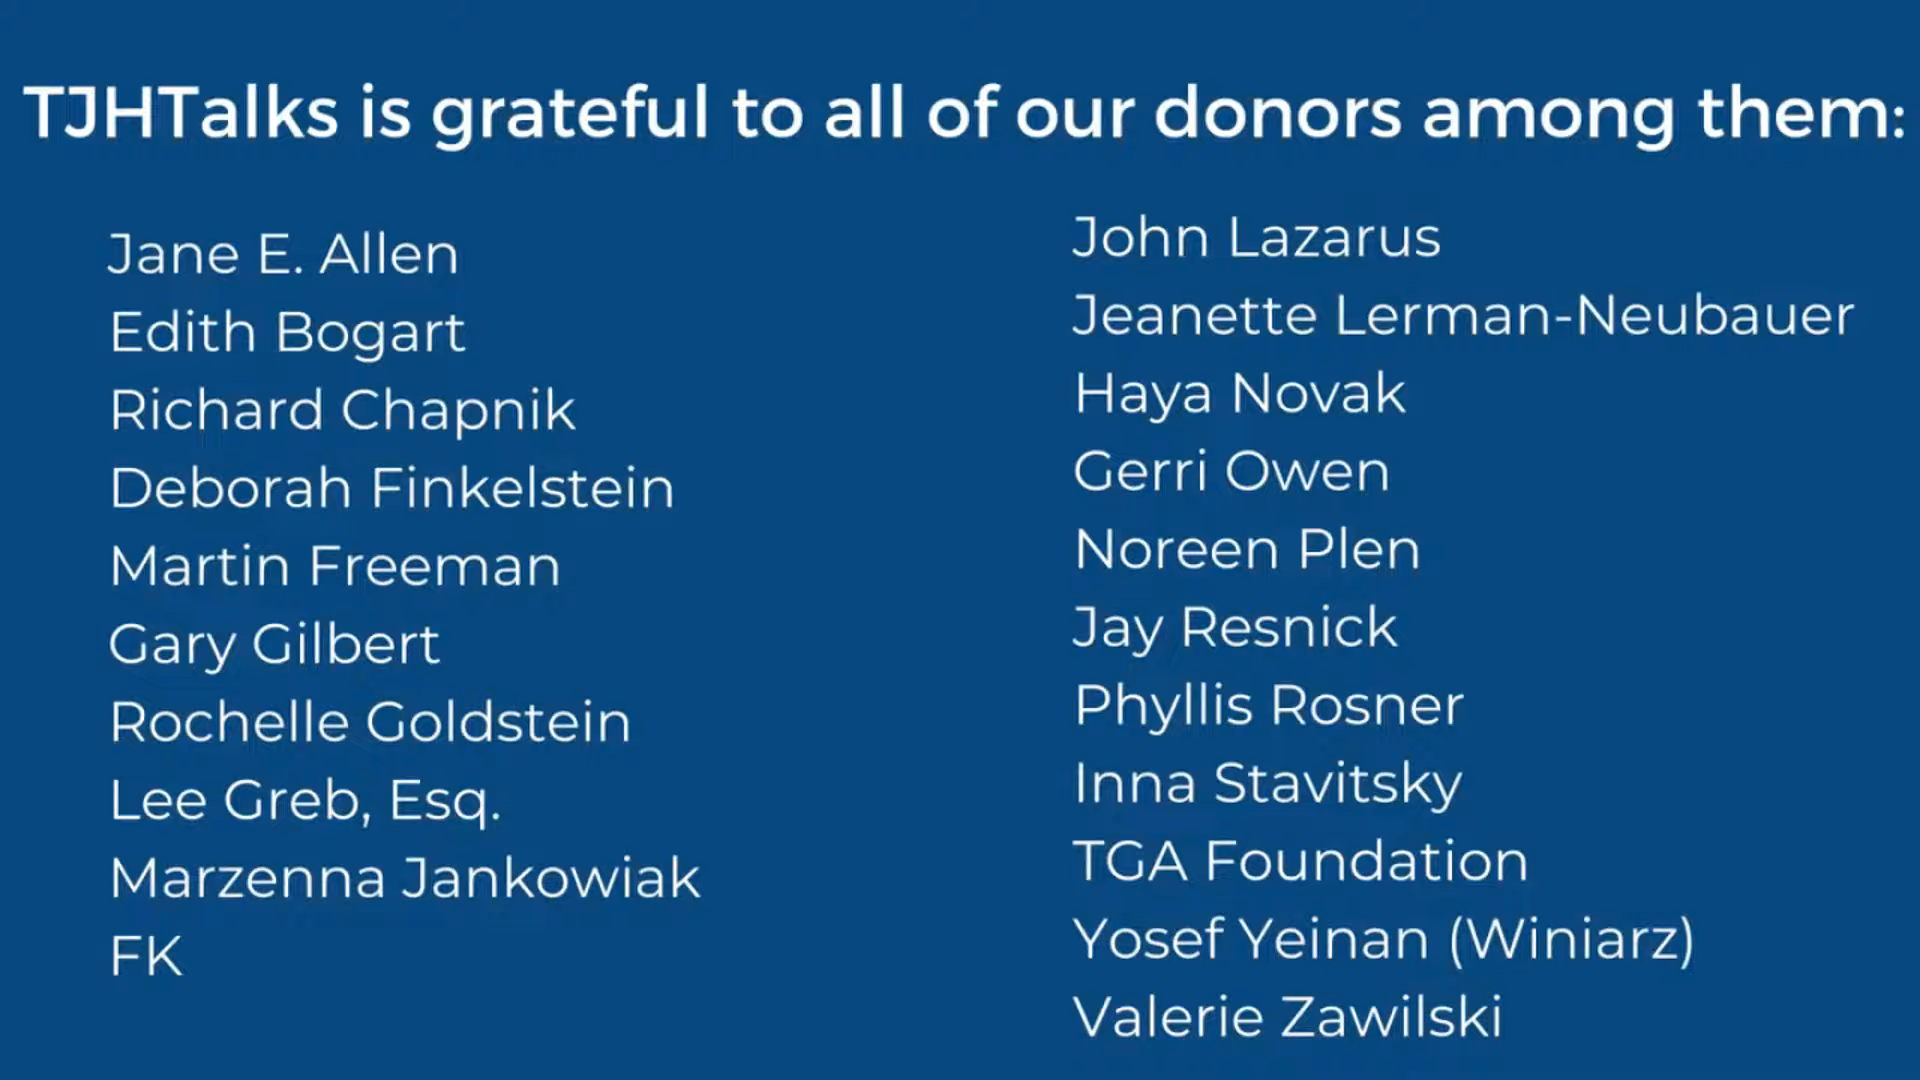 TJHTalks is grateful to all of our donors among them:
Jane E. Allen
Edith Bogart
Richard Chapnik
Deborah Finkelstein
Martin Freeman
Gary Gilbert
Rochelle Goldstein
Lee Greb, Esq.
Marzenna Jankowiak
FK
John Lazarus
Jeanette Lerman-Neubauer
Haya Novak
Gerri Owen
Noreen Plen
Jay Resnick
Phyllis Rosner
Inna Stavitsky
TGA Foundation
Yosef Yeinan (Winiarz)
Valerie Zawilski